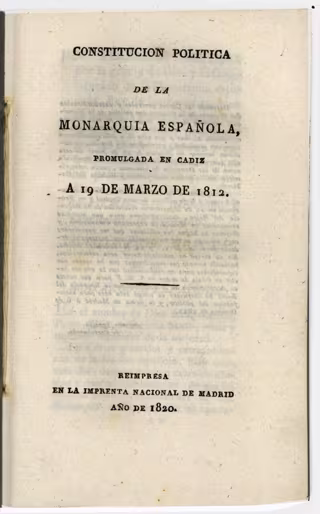 CONSTITUCION POLITICA
DE LA
MONARQUIA ESPAÑOLA,
PROMULGADA EN CADIZ
A 19 DE MARZO DE 1812.
REIMPRESA
EN LA IMPRENTA NACIONAL DE MADRID
AÑO DE 1820.